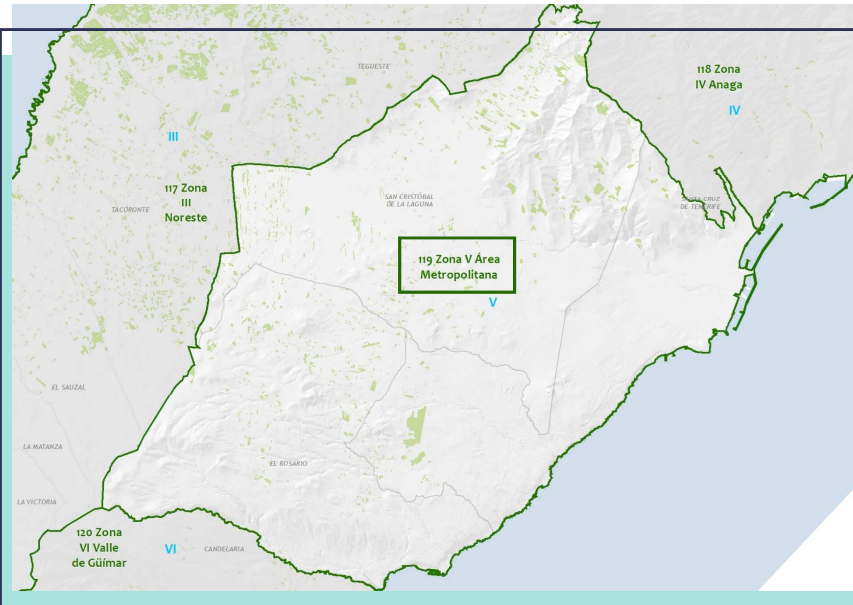 TEGUESTE
118 Zona
IV Anaga
IV
III
117 Zona
III
Noreste
TACORONTE
SAN CRISTÓBAL
DE LA LAGUNA
SANTA CRUZ
DE TENERIFE
119 Zona V Área
Metropolitana
V
EL SAUZAL
LA MATANZA
EL ROSARIO
LA VICTORIA
120 Zona
VI Valle
de Güímar
VI
CANDELARIA